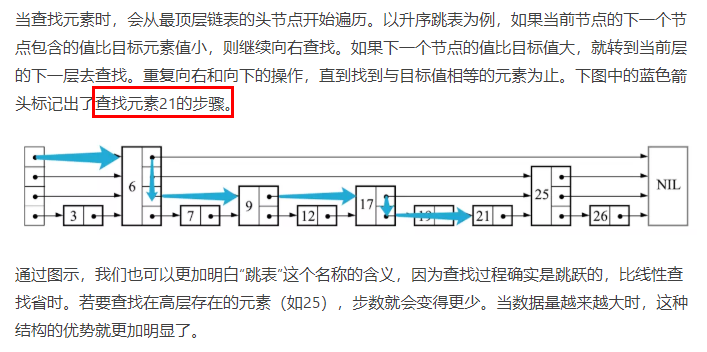 当查找元素时，会从最顶层链表的头节点开始遍历。以升序跳表为例，如果当前节点的下一个节
点包含的值比目标元素值小，则继续向右查找。如果下一个节点的值比目标值大，就转到当前层
的下一层去查找。重复向右和向下的操作，直到找到与目标值相等的元素为止。下图中的蓝色箭
头标记出了查找元素21的步骤。
6
25
NIL
9
17
3
7
12
19
21
26
通过图示，我们也可以更加明白“跳表”这个名称的含义，因为查找过程确实是跳跃的，比线性查
找省时。若要查找在高层存在的元素（如25），步数就会变得更少。当数据量越来越大时，这种
结构的优势就更加明显了。